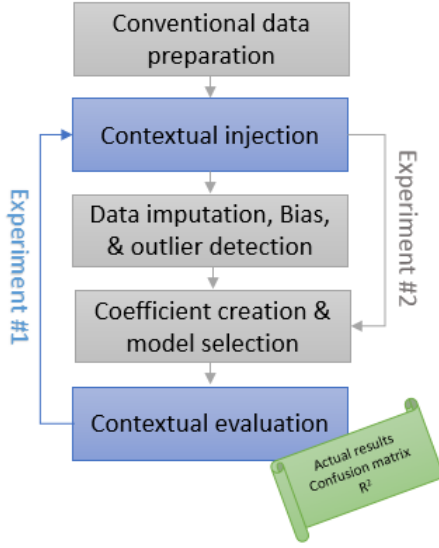 Conventional data
preparation
Contextual injection
Data imputation, Bias,
& outlier detection
Coefficient creation &
model selection
Contextual evaluation
Experiment #1
Experiment #2
Actual results
Confusion matrix
R²